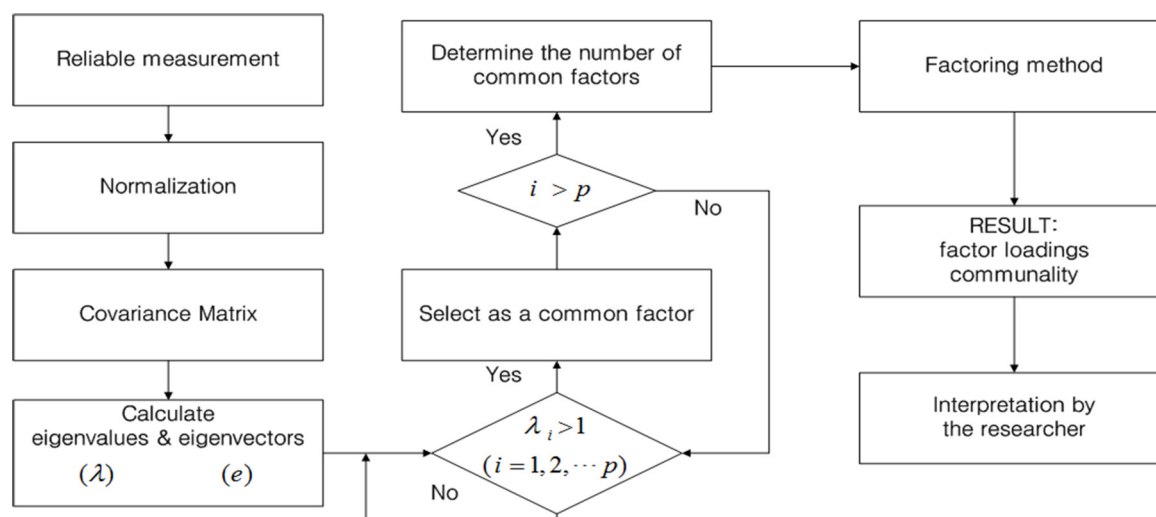 Reliable measurement
Normalization
Covariance Matrix
Calculate
eigenvalues & eigenvectors
(λ) (e)
Determine the number of
common factors
Yes
i > p
No
Select as a common factor
Yes
λ i >1
(i = 1, 2, ⋯ p)
No
Factoring method
RESULT:
factor loadings
communality
Interpretation by
the researcher